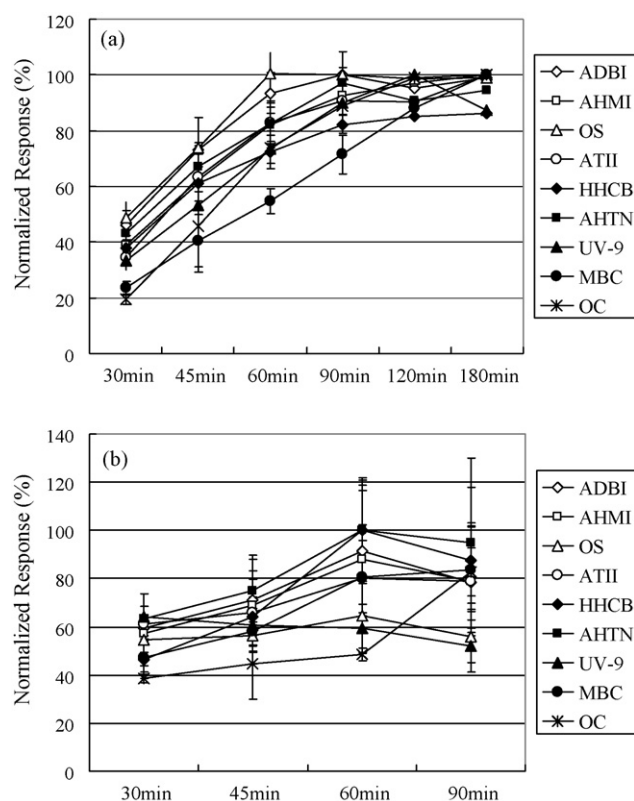 (a)
Normalized Response (%)
120
100
80
60
40
20
0
30min 45min 60min 90min 120min 180min
ADBI
AHMI
OS
ATII
HHCB
AHTN
UV-9
MBC
OC
(b)
Normalized Response (%)
140
120
100
80
60
40
20
0
30min 45min 60min 90min
ADBI
AHMI
OS
ATII
HHCB
AHTN
UV-9
MBC
OC